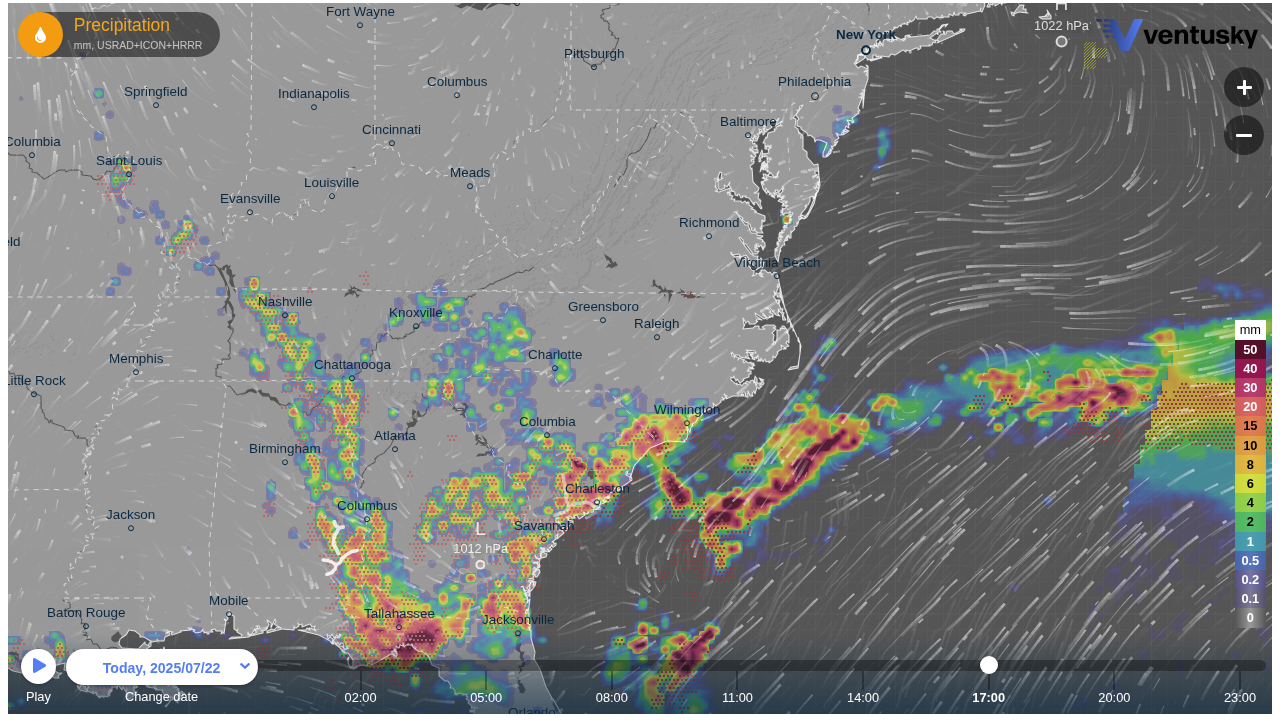 Precipitation
mm, USRAD+ICON+HRRR
Fort Wayne
H
1022 hPa
ventusky
New York
Pittsburgh
Columbus
Philadelphia
Springfield
Indianapolis
Baltimore
Cincinnati
Columbia
Saint Louis
Meads
Louisville
Evansville
Richmond
eld
Virginia Beach
Nashville
Knoxville
Greensboro
Raleigh
Memphis
Charlotte
Chattanooga
Little Rock
Wilmington
Columbia
Atlanta
Birmingham
Charleston
Columbus
Jackson
Savannah
L
1012 hPa
Mobile
Baton Rouge
Tallahassee
Jacksonville
Orlando
mm
50
40
30
20
15
10
8
6
4
2
1
0.5
0.2
0.1
0
Today, 2025/07/22
Play
Change date
02:00
05:00
08:00
11:00
14:00
17:00
20:00
23:00